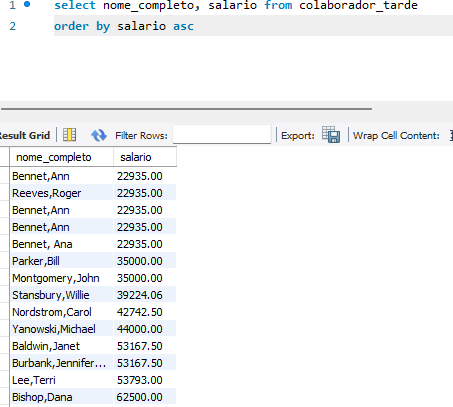 1 select nome_completo, salario from colaborador_tarde
2 order by salario asc
Result Grid Filter Rows: Export: Wrap Cell Content:
nome_completo salario
Bennet,Ann 22935.00
Reeves,Roger 22935.00
Bennet,Ann 22935.00
Bennet,Ann 22935.00
Bennet, Ana 22935.00
Parker,Bill 35000.00
Montgomery,John 35000.00
Stansbury,Willie 39224.06
Nordstrom,Carol 42742.50
Yanowski,Michael 44000.00
Baldwin,Janet 53167.50
Burbank,Jennifer... 53167.50
Lee,Terri 53793.00
Bishop,Dana 62500.00